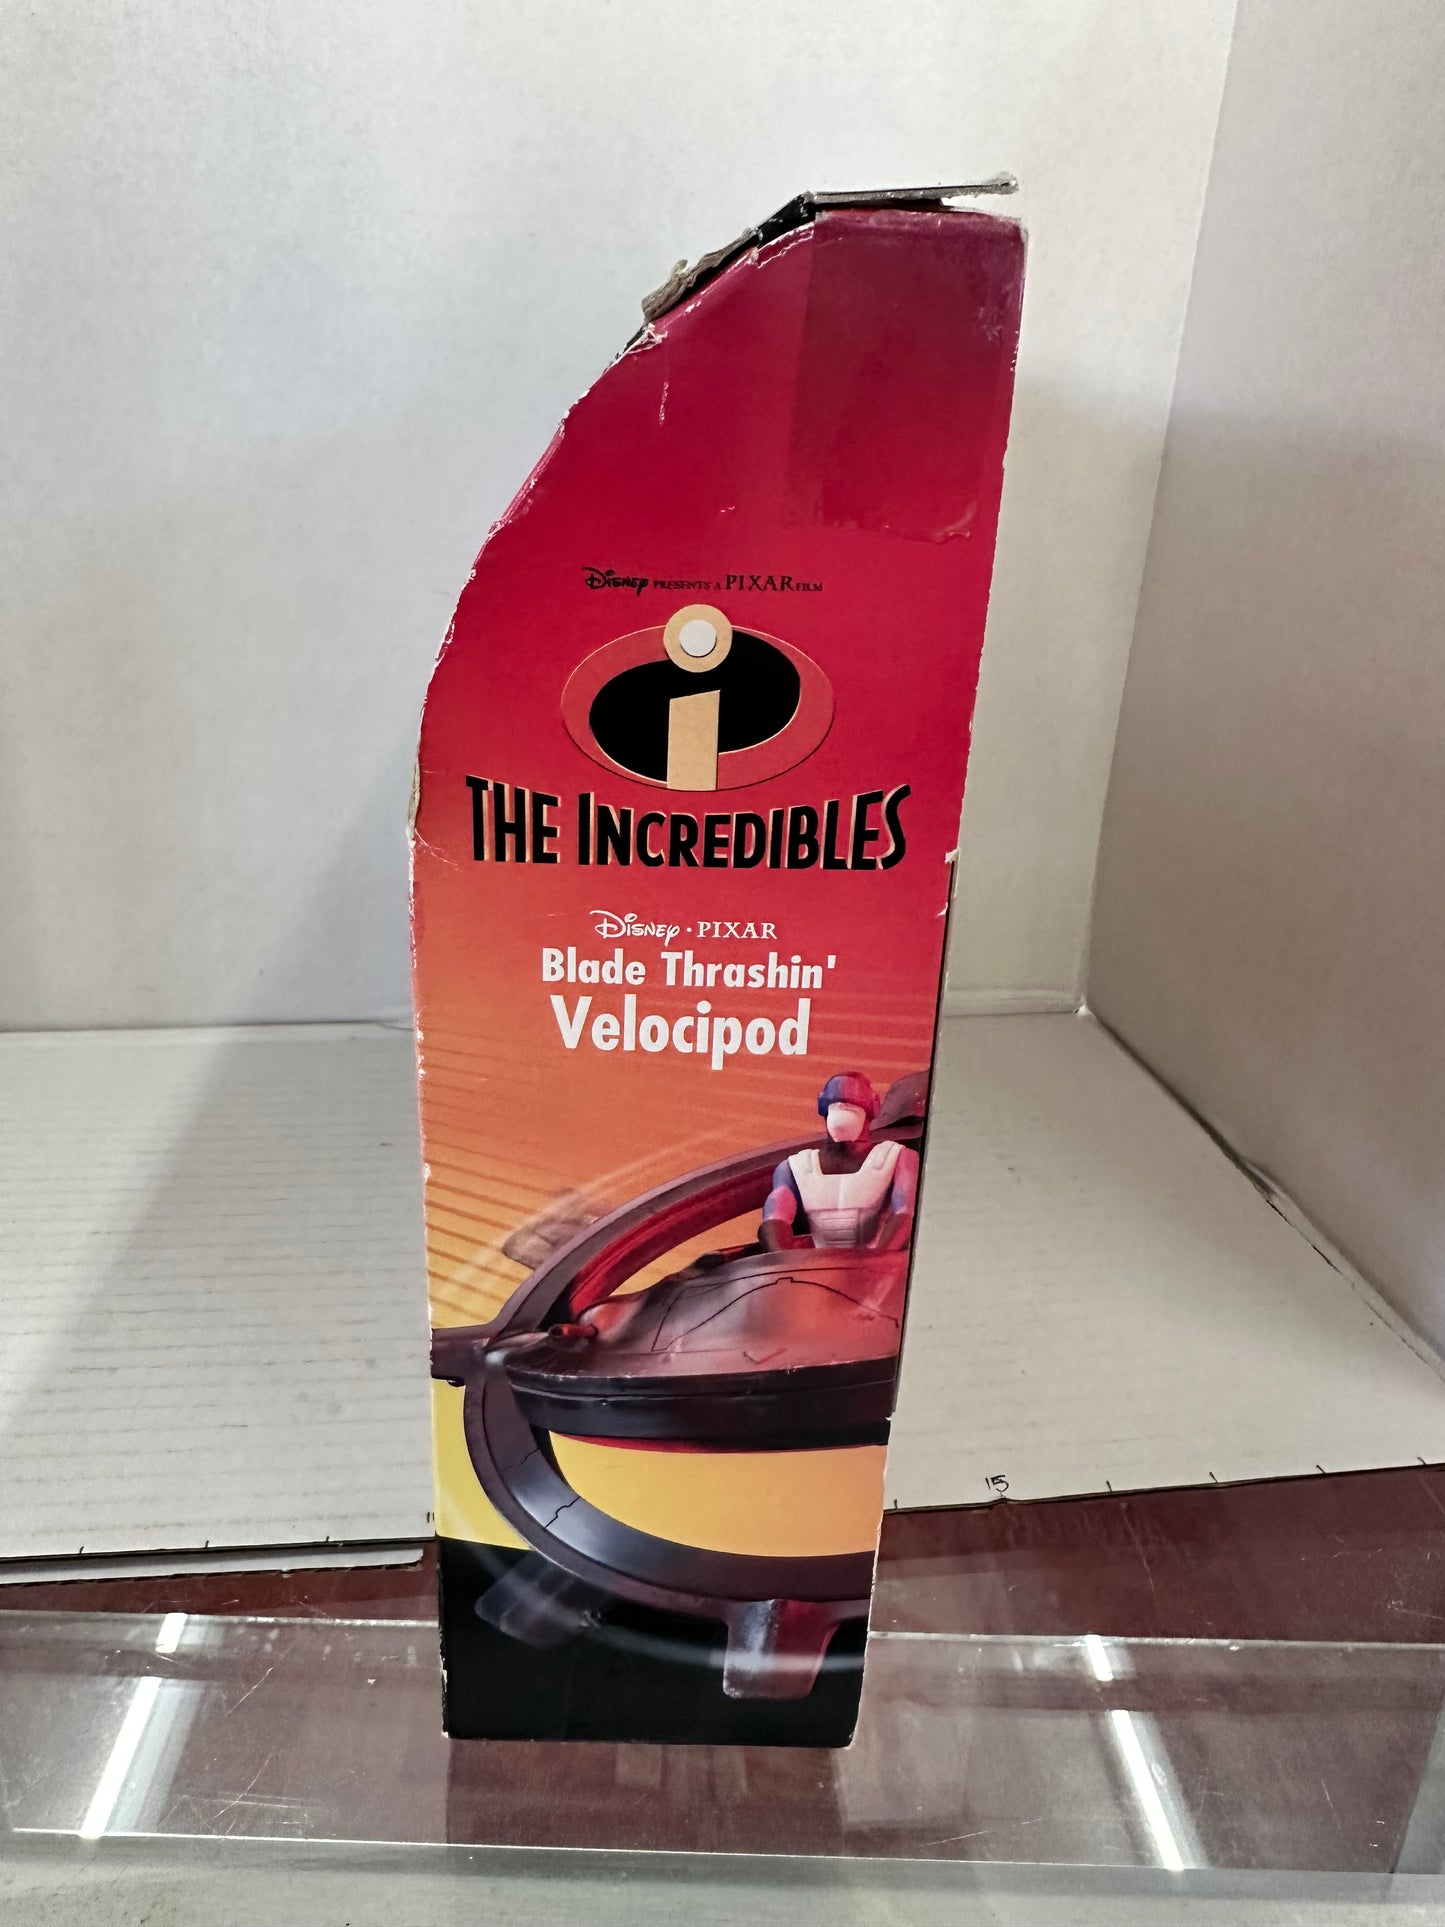 Disney PRESENTS A PIXAR FILM
i
THE INCREDIBLES
Disney · PIXAR
Blade Thrashin'
Velocipod
15